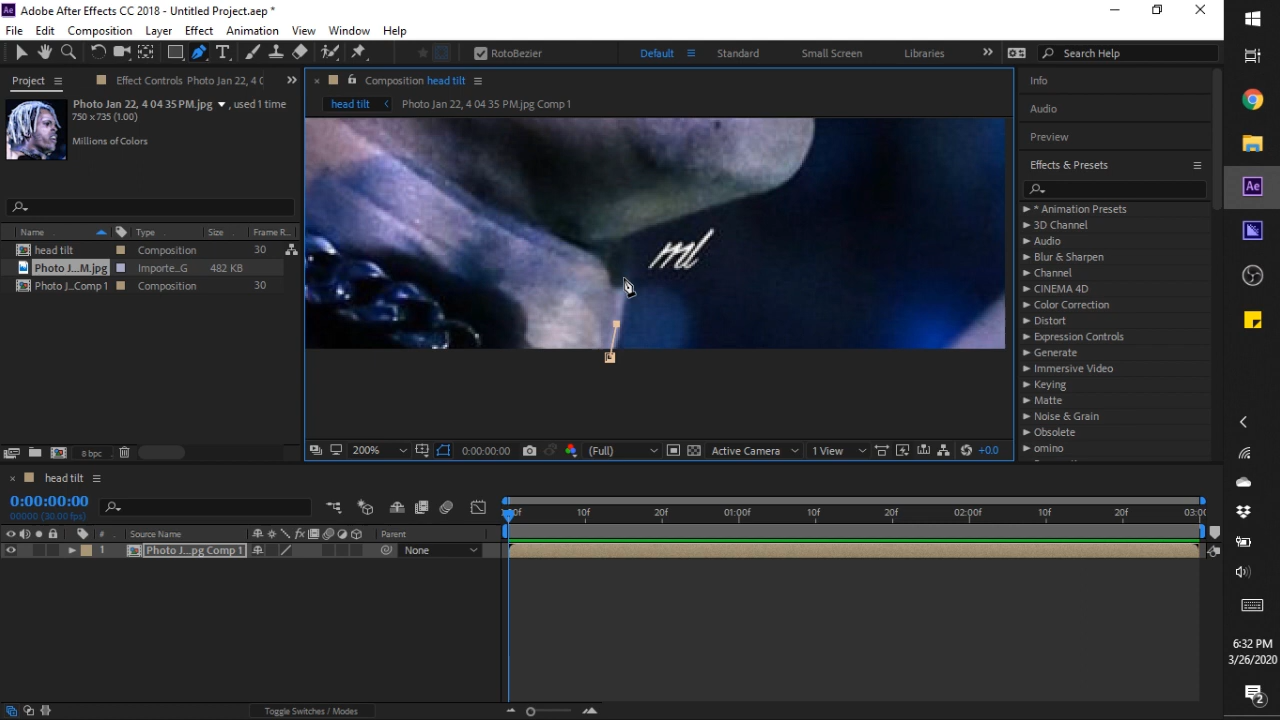 Adobe After Effects CC 2018 - Untitled Project.aep *
File Edit Composition Layer Effect Animation View Window Help
RotoBezier Default Standard Small Screen Libraries Search Help
Project Effect Controls Photo Jan 22, 4 0
Composition head tilt
head tilt Photo Jan 22, 4 04 35 PM.jpg Comp 1
Photo Jan 22, 4 04 35 PM.jpg , used 1 time
750 x 735 (1.00)
Millions of Colors
Name Type Size Frame R...
head tilt Composition 30
Photo J...M.jpg Importe...G 482 KB
Photo J...Comp 1 Composition 30
8 bpc
200% 0:00:00:00 (Full) Active Camera 1 View +0.0
Info
Audio
Preview
Effects & Presets
* Animation Presets
3D Channel
Audio
Blur & Sharpen
Channel
CINEMA 4D
Color Correction
Distort
Expression Controls
Generate
Immersive Video
Keying
Matte
Noise & Grain
Obsolete
omino
head tilt
0:00:00:00
00000 (30.00 fps)
:00f 10f 20f 01:00f 10f 20f 02:00f 10f 20f 03:00
# Source Name Parent
1 Photo J...pg Comp 1 None
Toggle Switches / Modes
Ae
6:32 PM
3/26/2020
2